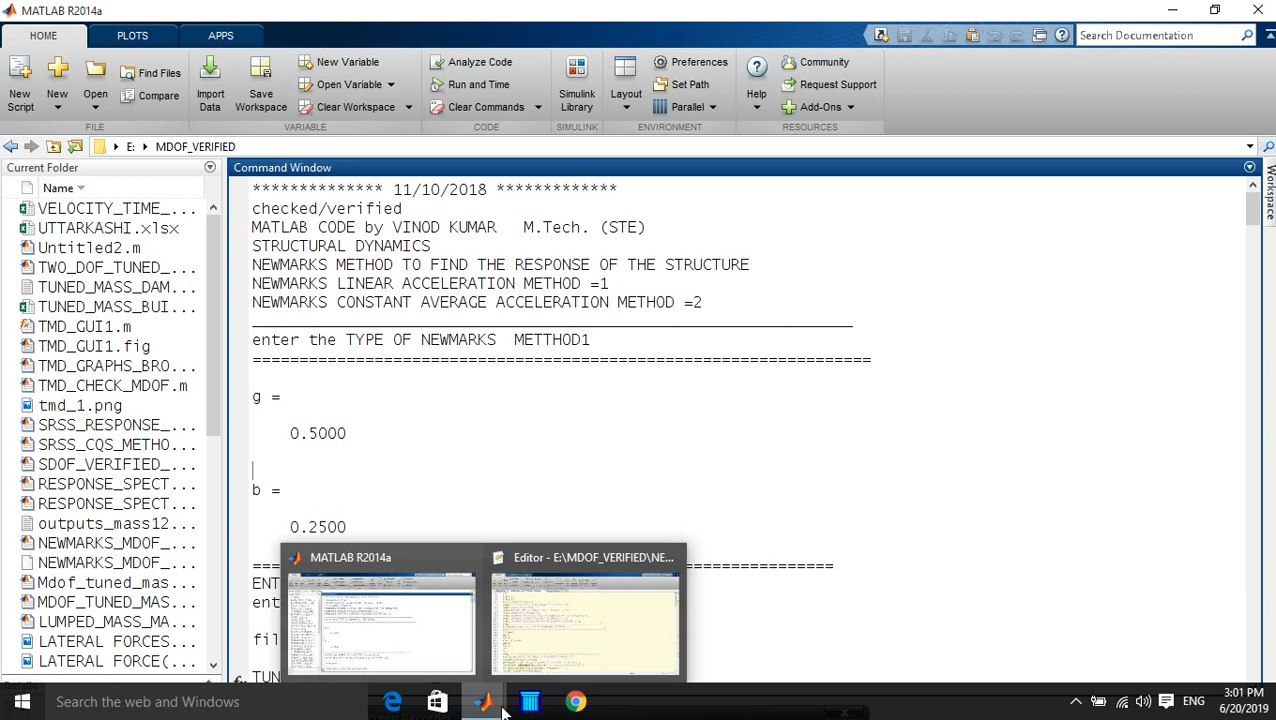 MATLAB R2014a
HOME
PLOTS
APPS
Search Documentation
New Script
New
Open
Find Files
Compare
FILE
Import Data
Save Workspace
New Variable
Open Variable
Clear Workspace
VARIABLE
Analyze Code
Run and Time
Clear Commands
CODE
Simulink Library
SIMULINK
Layout
Preferences
Set Path
Parallel
ENVIRONMENT
Help
Community
Request Support
Add-Ons
RESOURCES
E:
MDOF_VERIFIED
Current Folder
Name
VELOCITY_TIME_...
UTTARKASHI.xlsx
Untitled2.m
TWO_DOF_TUNED_...
TUNED_MASS_DAM...
TUNED_MASS_BUI...
TMD_GUI1.m
TMD_GUI1.fig
TMD_GRAPHS_BRO...
TMD_CHECK_MDOF.m
tmd_1.png
SRSS_RESPONSE_...
SRSS_CQS_METHO...
SDOF_VERIFIED_...
RESPONSE_SPECT...
RESPONSE_SPECT...
outputs_mass12...
NEWMARKS_MDOF_...
NEWMARKS_MDOF_...
Mdof_tuned_mas...
MDOF_TUNED_MAS...
LUMPED_MASS_MA...
LATERAL FORCES...
LATERAL FORCE(...
Command Window
************** 11/10/2018 *************
checked/verified
MATLAB CODE by VINOD KUMAR M.Tech. (STE)
STRUCTURAL DYNAMICS
NEWMARKS METHOD TO FIND THE RESPONSE OF THE STRUCTURE
NEWMARKS LINEAR ACCELERATION METHOD =1
NEWMARKS CONSTANT AVERAGE ACCELERATION METHOD =2
enter the TYPE OF NEWMARKS METTHOD1
g =
0.5000
b =
0.2500
ENT
ent
fil
TUN
Workspace
MATLAB R2014a
Editor - E:\MDOF_VERIFIED\NE...
Search the web and Windows
ENG
3:01 PM
6/20/2019